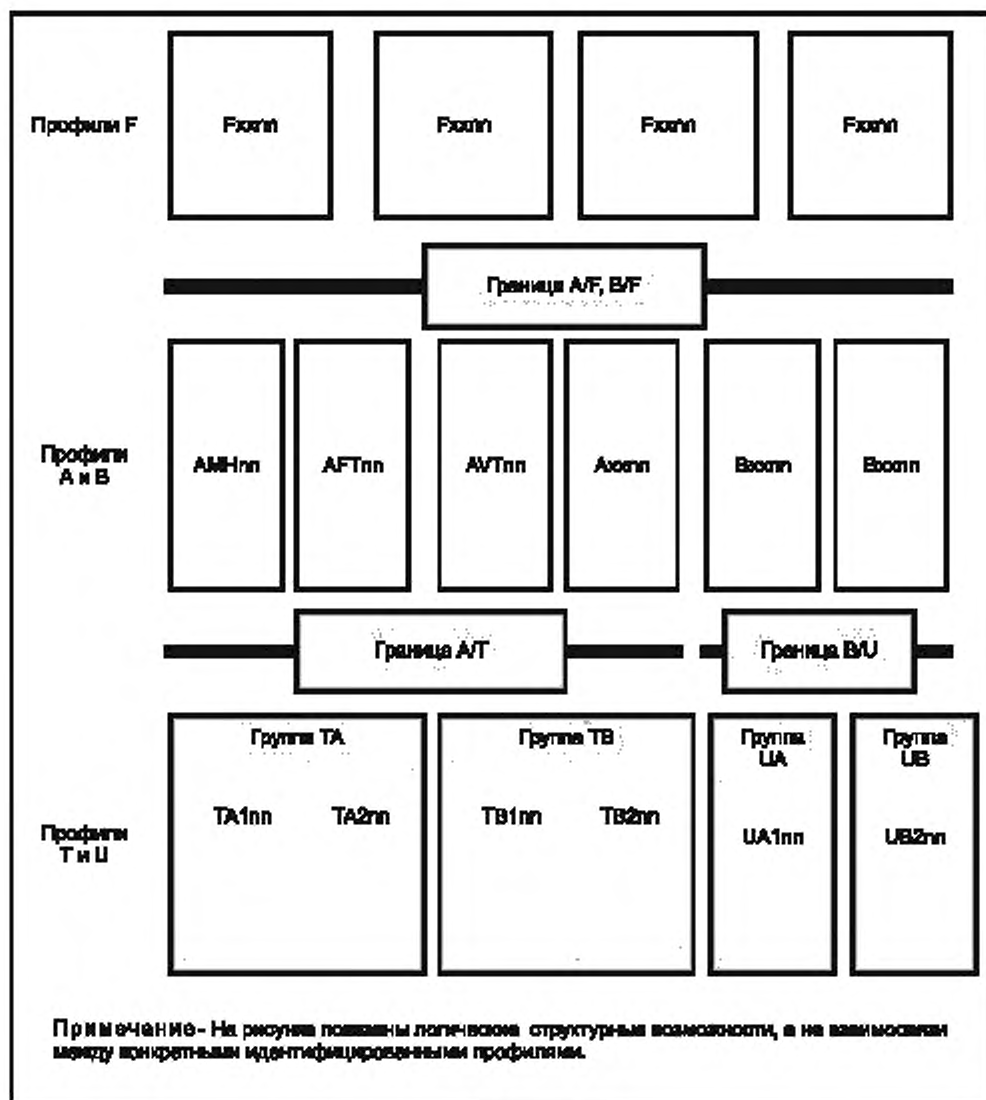 Профили F
Fxxnn
Fxxnn
Fxxnn
Fxxnn
Граница A/F, B/F
Профили
А и В
AMHnn
AFTnn
AVTnn
Axxnn
Bxxnn
Bxxnn
Граница A/T
Граница B/U
Профили
T и U
Группа TA
TA1nn
TA2nn
Группа TB
TB1nn
TB2nn
Группа
UA
UA1nn
Группа
UB
UB2nn
Примечание - На рисунке показаны логические структурные возможности, а не взаимосвязи
между конкретными идентифицированными профилями.